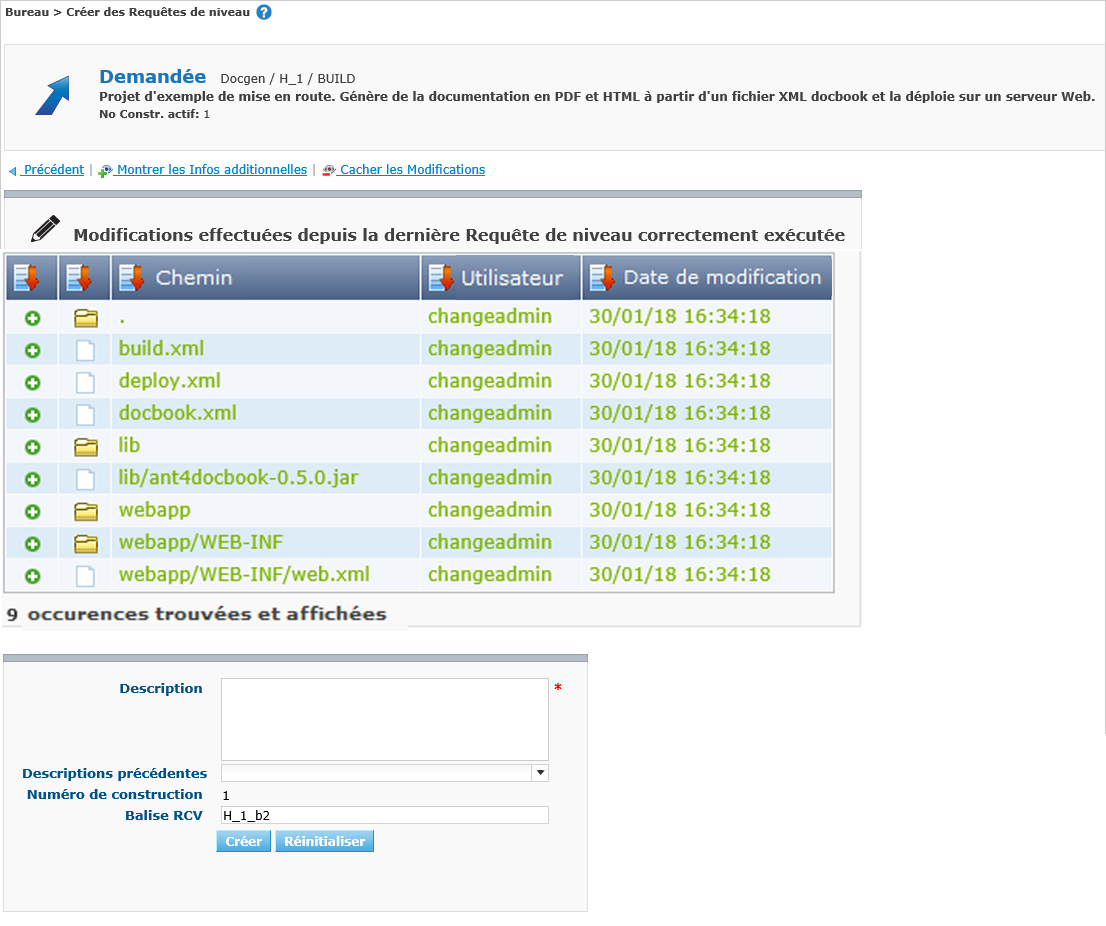 Bureau > Créer des Requêtes de niveau ?
Demandée Docgen / H_1 / BUILD
Projet d'exemple de mise en route. Génère de la documentation en PDF et HTML à partir d'un fichier XML docbook et la déploie sur un serveur Web.
No Constr. actif: 1
Précédent | Montrer les Infos additionnelles | Cacher les Modifications
Modifications effectuées depuis la dernière Requête de niveau correctement exécutée
Chemin Utilisateur Date de modification
. changeadmin 30/01/18 16:34:18
build.xml changeadmin 30/01/18 16:34:18
deploy.xml changeadmin 30/01/18 16:34:18
docbook.xml changeadmin 30/01/18 16:34:18
lib changeadmin 30/01/18 16:34:18
lib/ant4docbook-0.5.0.jar changeadmin 30/01/18 16:34:18
webapp changeadmin 30/01/18 16:34:18
webapp/WEB-INF changeadmin 30/01/18 16:34:18
webapp/WEB-INF/web.xml changeadmin 30/01/18 16:34:18
9 occurences trouvées et affichées
Description *
Descriptions précédentes
Numéro de construction 1
Balise RCV H_1_b2
Créer Réinitialiser